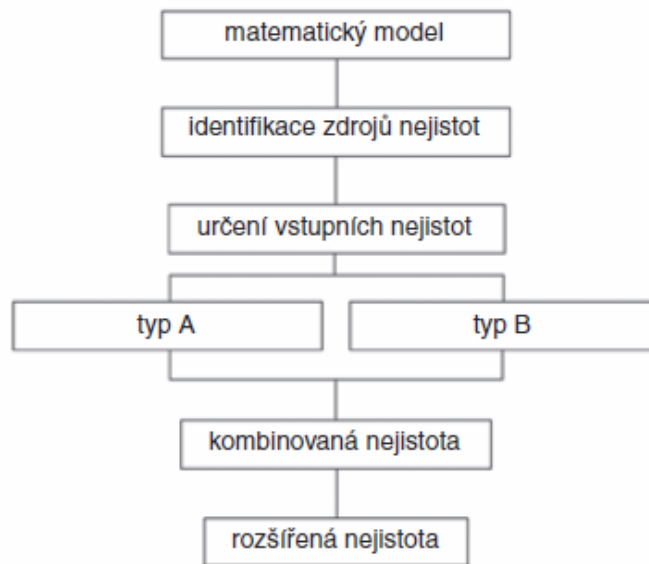 matematický model
identifikace zdrojů nejistot
určení vstupních nejistot
typ A
typ B
kombinovaná nejistota
rozšířená nejistota